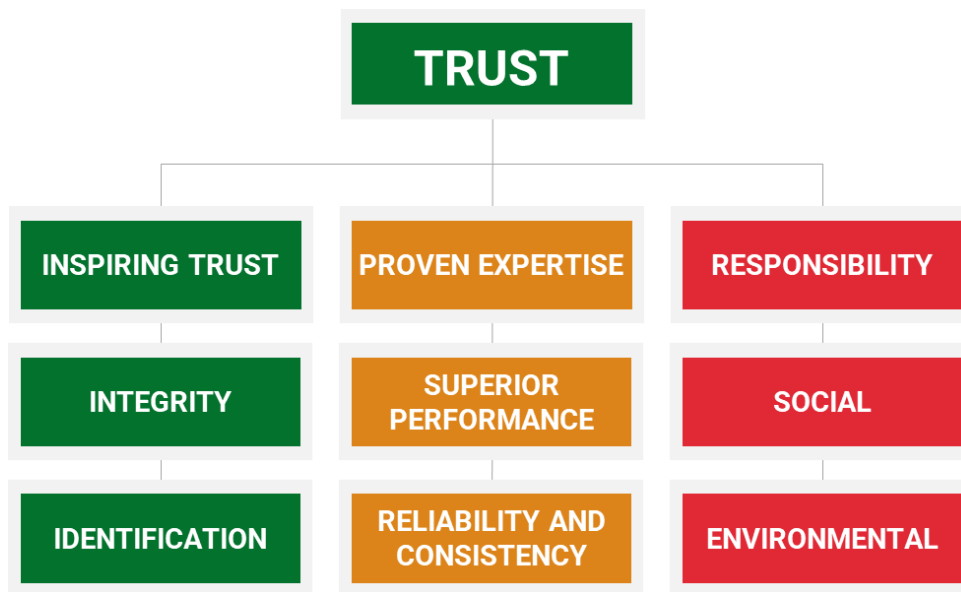 TRUST
INSPIRING TRUST
PROVEN EXPERTISE
RESPONSIBILITY
INTEGRITY
SUPERIOR
PERFORMANCE
SOCIAL
IDENTIFICATION
RELIABILITY AND
CONSISTENCY
ENVIRONMENTAL